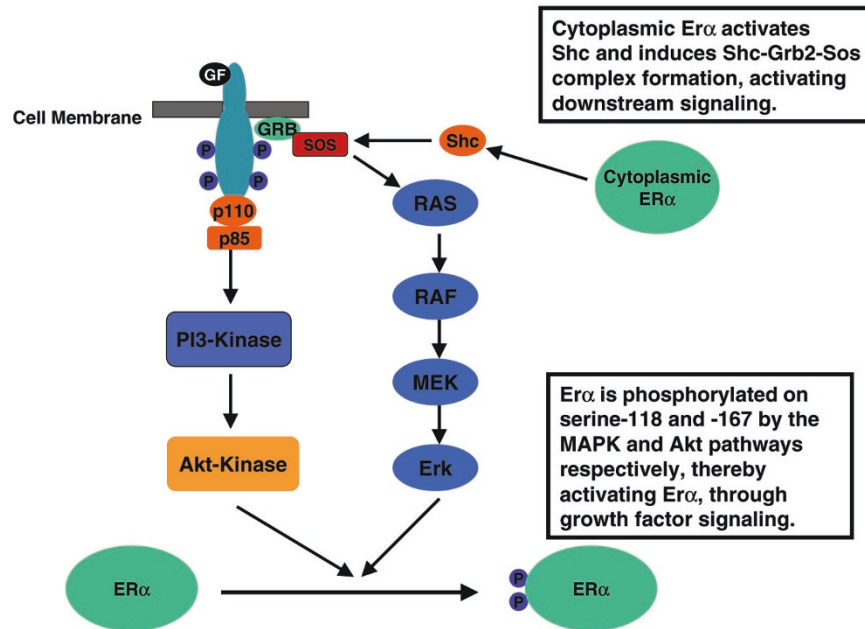 Cytoplasmic Erα activates
Shc and induces Shc-Grb2-Sos
complex formation, activating
downstream signaling.
GF
Cell Membrane
GRB
SOS
Shc
Cytoplasmic
ERα
P
P
P
P
p110
p85
RAS
RAF
PI3-Kinase
MEK
Akt-Kinase
Erk
Erα is phosphorylated on
serine-118 and -167 by the
MAPK and Akt pathways
respectively, thereby
activating Erα, through
growth factor signaling.
ERα
P
P
ERα